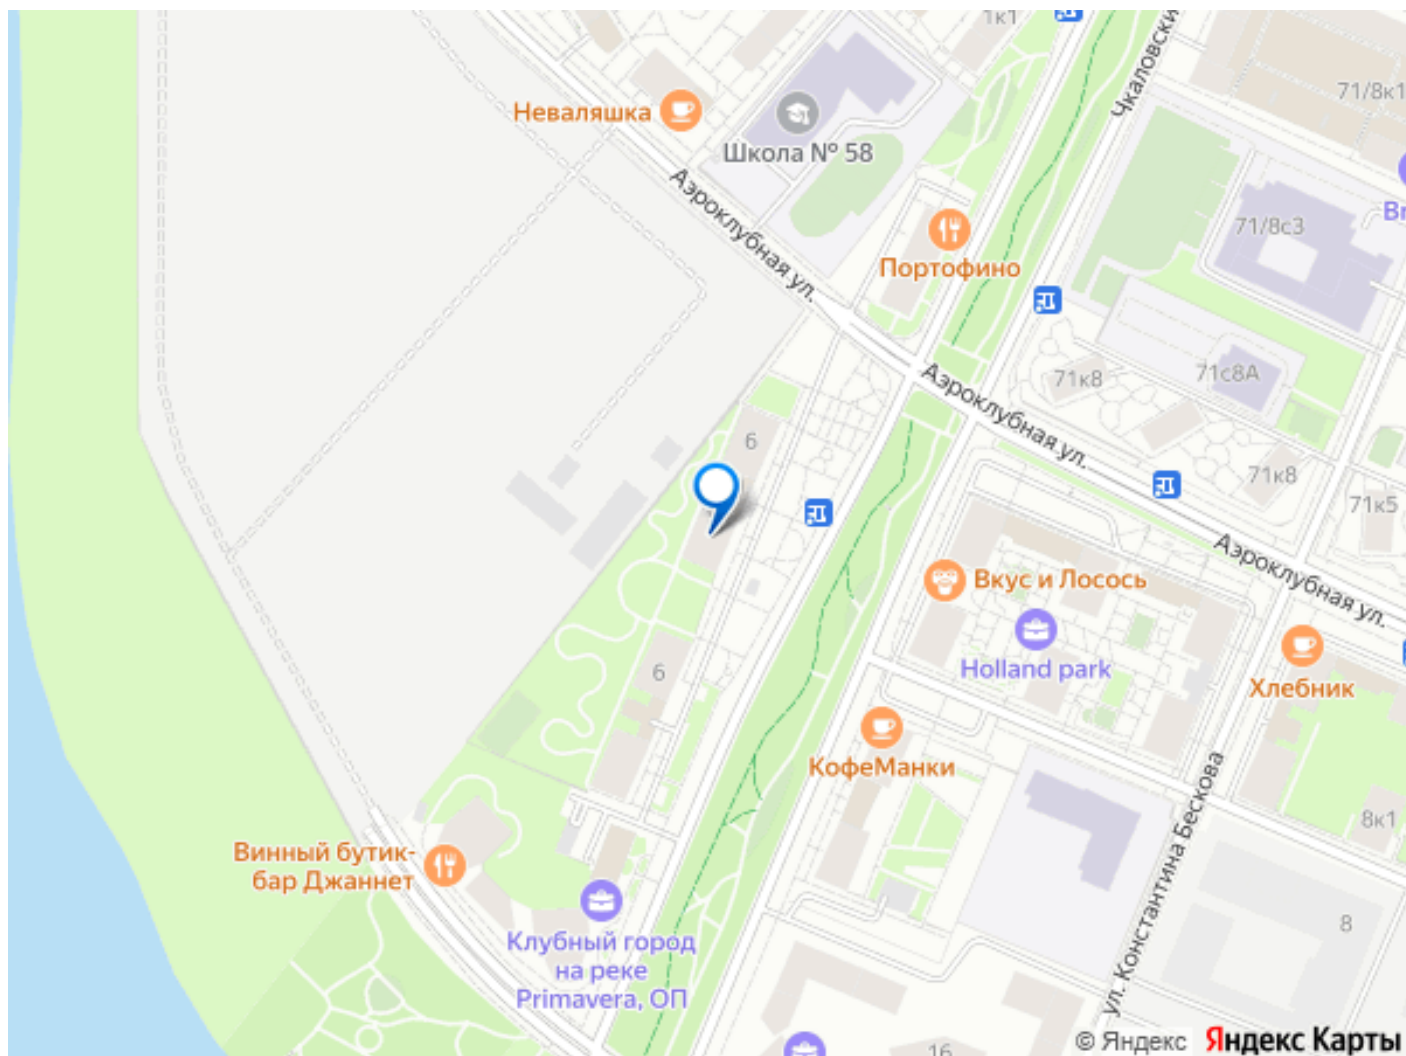 1к1
Чкаловски
71/8к1
Неваляшка
Школа № 58
Аэроклубная ул.
71/8с3
Br
Портофино
Аэроклубная ул.
71к8
71с8А
6
71к8
71к5
Аэроклубная ул.
Вкус и Лосось
Holland park
6
Хлебник
КофеМанки
ул. Константина Бескова
8к1
Винный бутик-
бар Джаннет
8
Клубный город
на реке
Primavera, ОП
16
© Яндекс Яндекс Карты